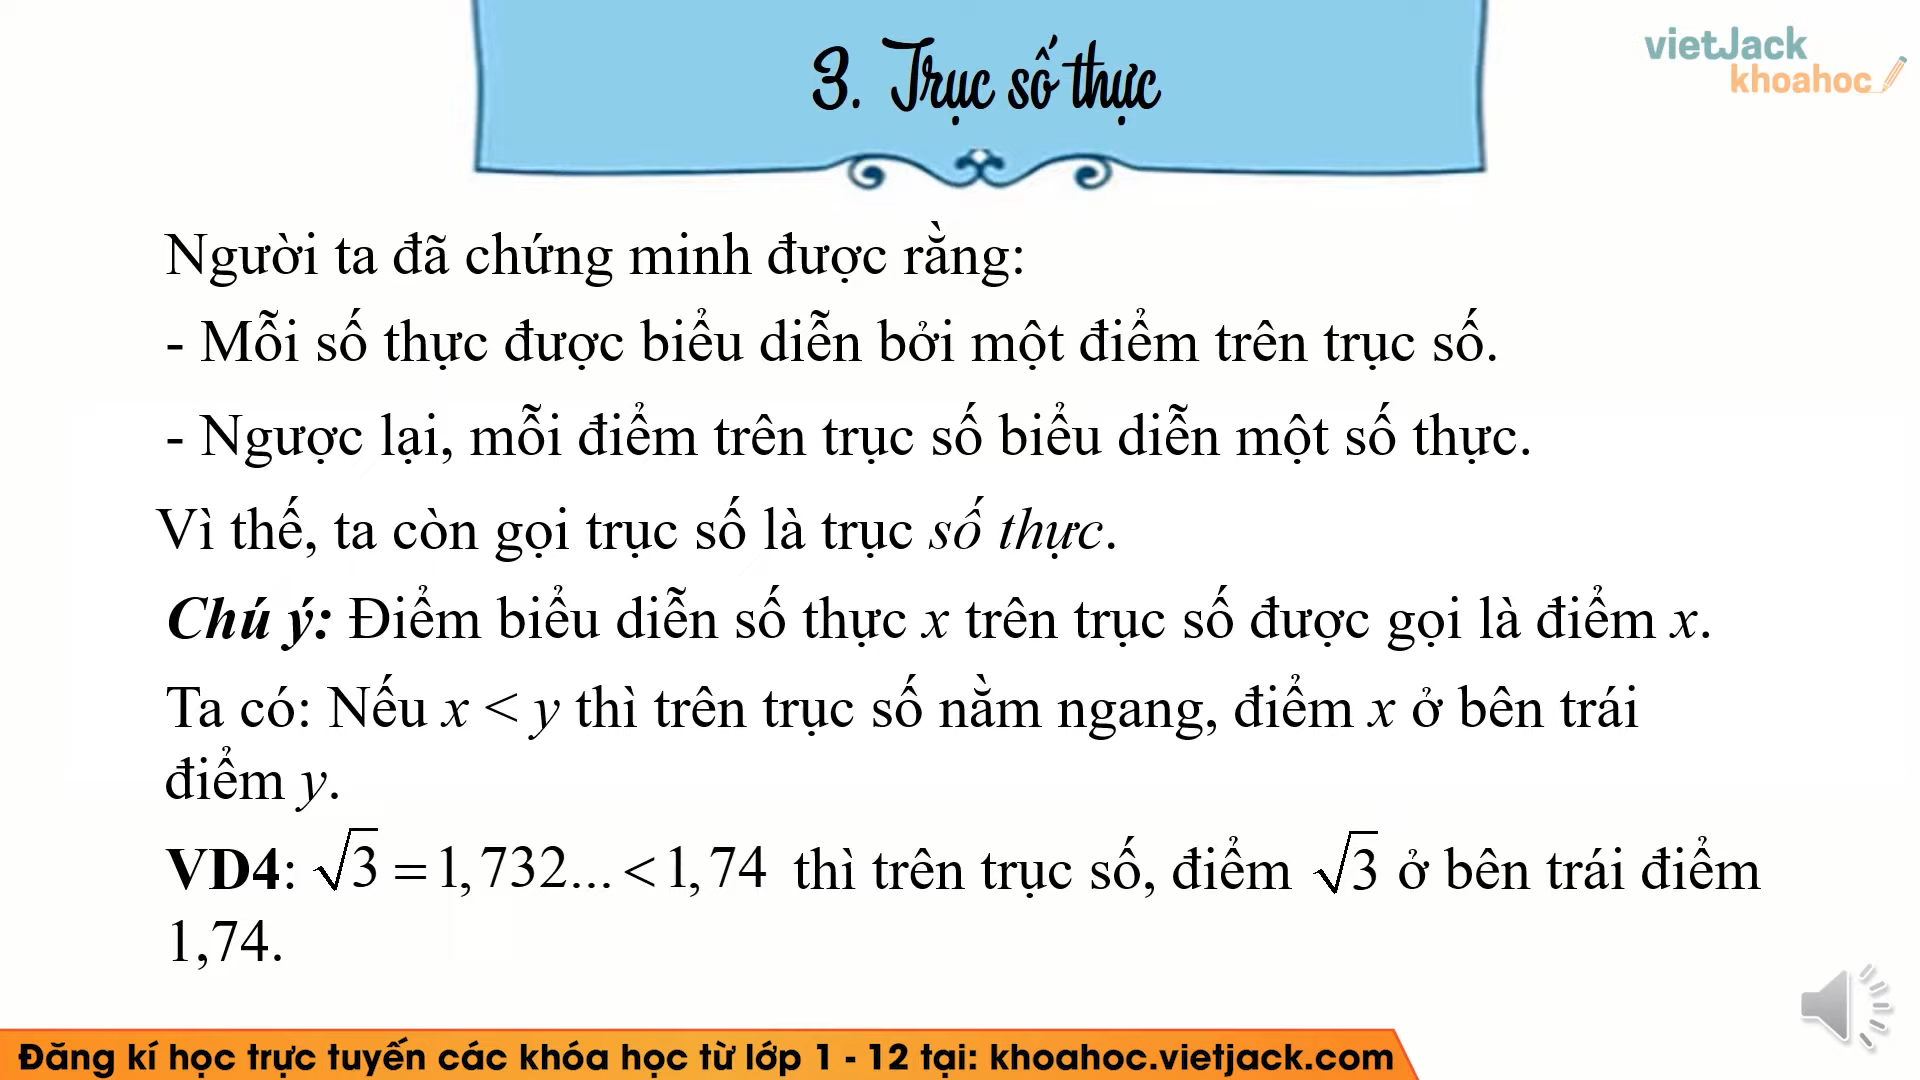 3. Trục số thực
vietJack
khoahoc
Người ta đã chứng minh được rằng:
- Mỗi số thực được biểu diễn bởi một điểm trên trục số.
- Ngược lại, mỗi điểm trên trục số biểu diễn một số thực.
Vì thế, ta còn gọi trục số là trục số thực.
Chú ý: Điểm biểu diễn số thực x trên trục số được gọi là điểm x.
Ta có: Nếu x < y thì trên trục số nằm ngang, điểm x ở bên trái
điểm y.
VD4: √3 = 1,732... < 1,74 thì trên trục số, điểm √3 ở bên trái điểm
1,74.
Đăng kí học trực tuyến các khóa học từ lớp 1 - 12 tại: khoahoc.vietjack.com